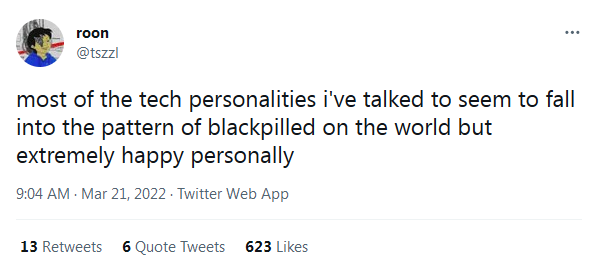 roon
@tszzl
most of the tech personalities i've talked to seem to fall
into the pattern of blackpilled on the world but
extremely happy personally
9:04 AM · Mar 21, 2022 · Twitter Web App
13 Retweets 6 Quote Tweets 623 Likes